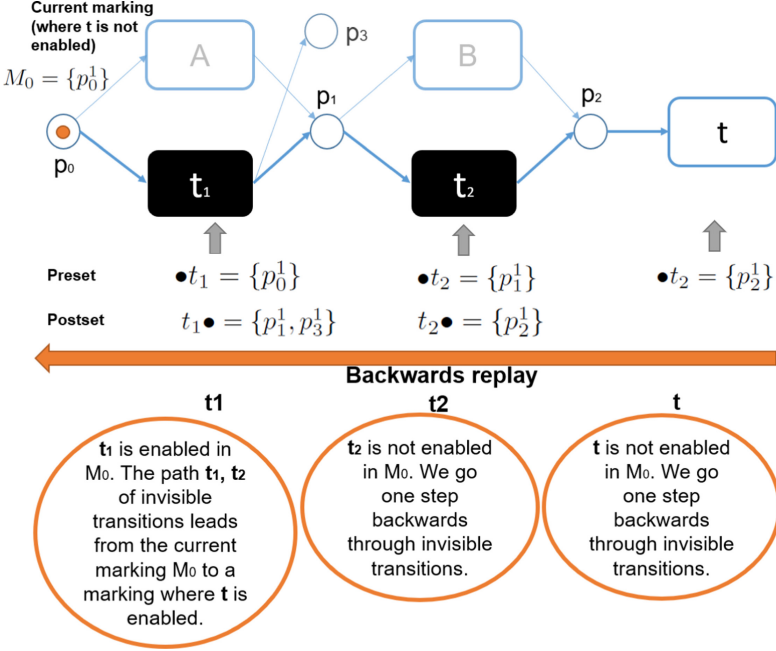 Current marking
(where t is not
enabled)
M₀ = {p₀¹}
A
p₃
B
p₁
p₂
t
p₀
t₁
t₂
Preset
●t₁ = {p₀¹}
●t₂ = {p₁¹}
●t₂ = {p₂¹}
Postset
t₁● = {p₁¹, p₃¹}
t₂● = {p₂¹}
Backwards replay
t1
t2
t
t₁ is enabled in
M₀. The path t₁, t₂
of invisible
transitions leads
from the current
marking M₀ to a
marking where t is
enabled.
t₂ is not enabled
in M₀. We go
one step
backwards
through invisible
transitions.
t is not enabled
in M₀. We go
one step
backwards
through invisible
transitions.